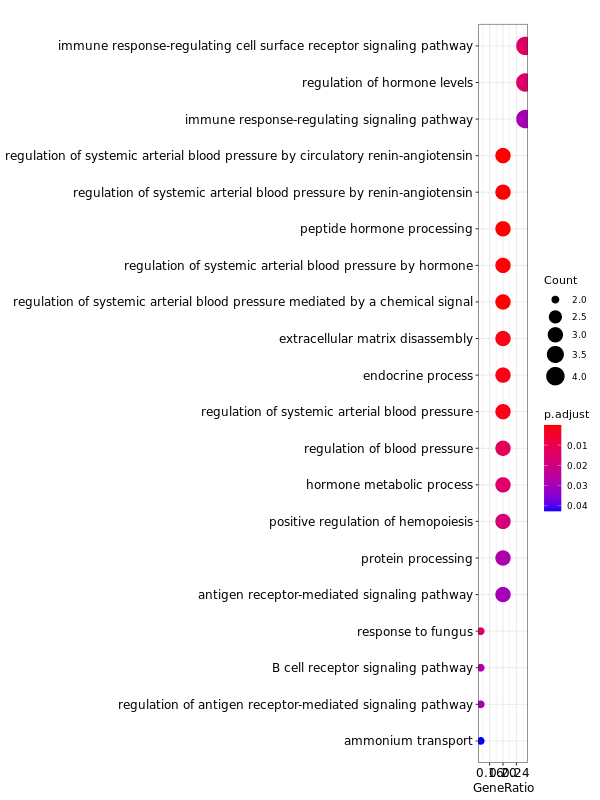 immune response-regulating cell surface receptor signaling pathway
regulation of hormone levels
immune response-regulating signaling pathway
regulation of systemic arterial blood pressure by circulatory renin-angiotensin
regulation of systemic arterial blood pressure by renin-angiotensin
peptide hormone processing
regulation of systemic arterial blood pressure by hormone
regulation of systemic arterial blood pressure mediated by a chemical signal
extracellular matrix disassembly
endocrine process
regulation of systemic arterial blood pressure
regulation of blood pressure
hormone metabolic process
positive regulation of hemopoiesis
protein processing
antigen receptor-mediated signaling pathway
response to fungus
B cell receptor signaling pathway
regulation of antigen receptor-mediated signaling pathway
ammonium transport
GeneRatio
Count
2.0
2.5
3.0
3.5
4.0
p.adjust
0.01
0.02
0.03
0.04